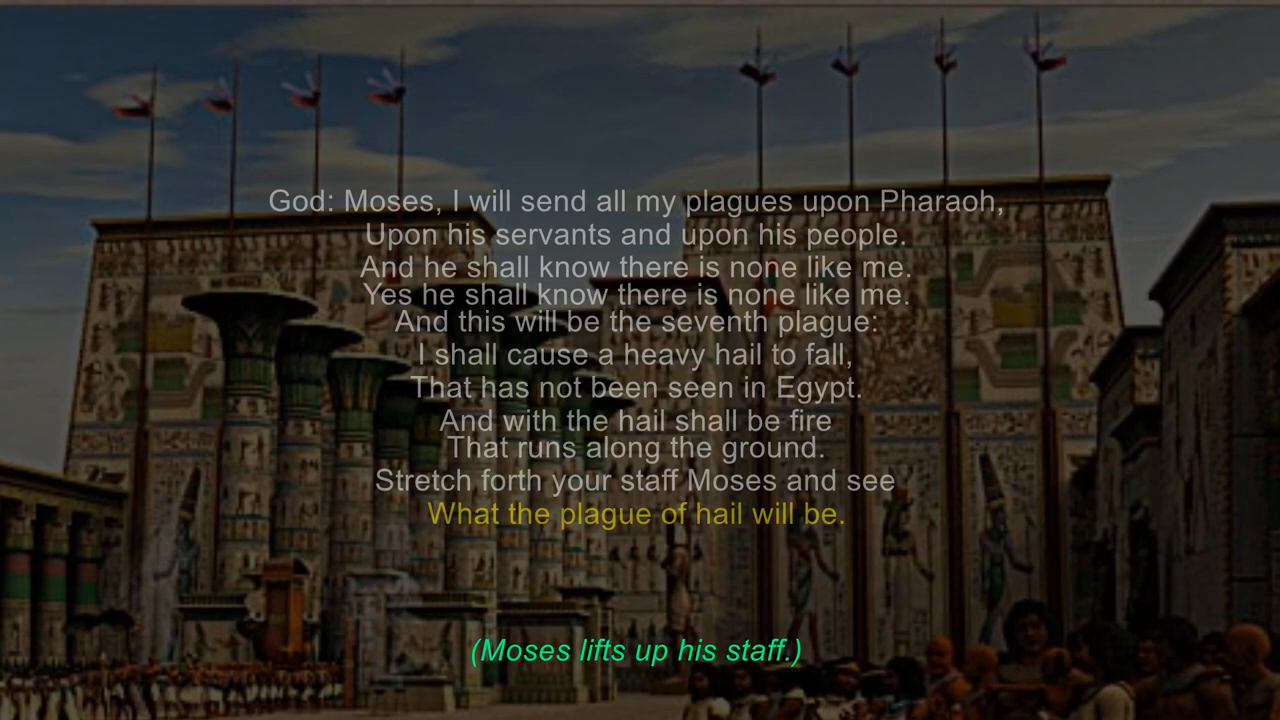 God: Moses, I will send all my plagues upon Pharaoh,
Upon his servants and upon his people.
And he shall know there is none like me.
Yes he shall know there is none like me.
And this will be the seventh plague:
I shall cause a heavy hail to fall,
That has not been seen in Egypt.
And with the hail shall be fire
That runs along the ground.
Stretch forth your staff Moses and see
What the plague of hail will be.
(Moses lifts up his staff.)